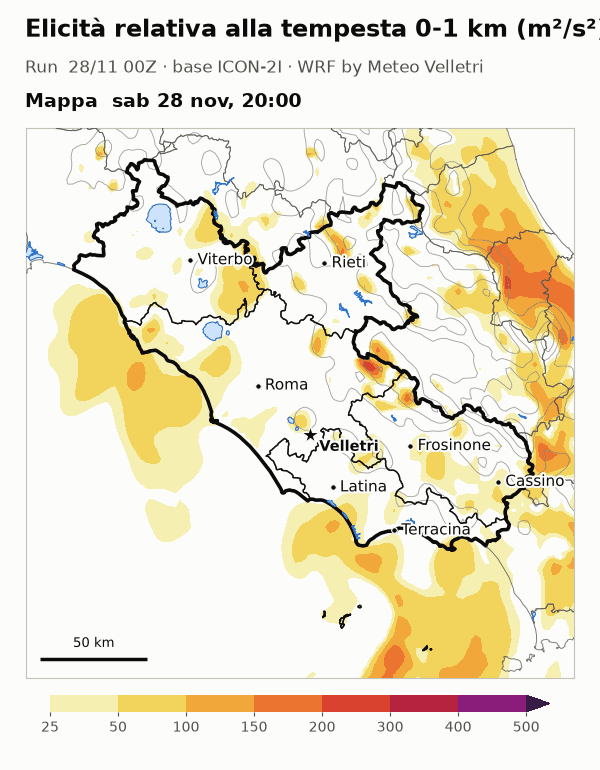 Elicità relativa alla tempesta 0-1 km (m²/s²)
Run 28/11 00Z · base ICON-2I · WRF by Meteo Velletri
Mappa sab 28 nov, 20:00
Viterbo
Rieti
Roma
Velletri
Frosinone
Latina
Cassino
Terracina
50 km
25 50 100 150 200 300 400 500